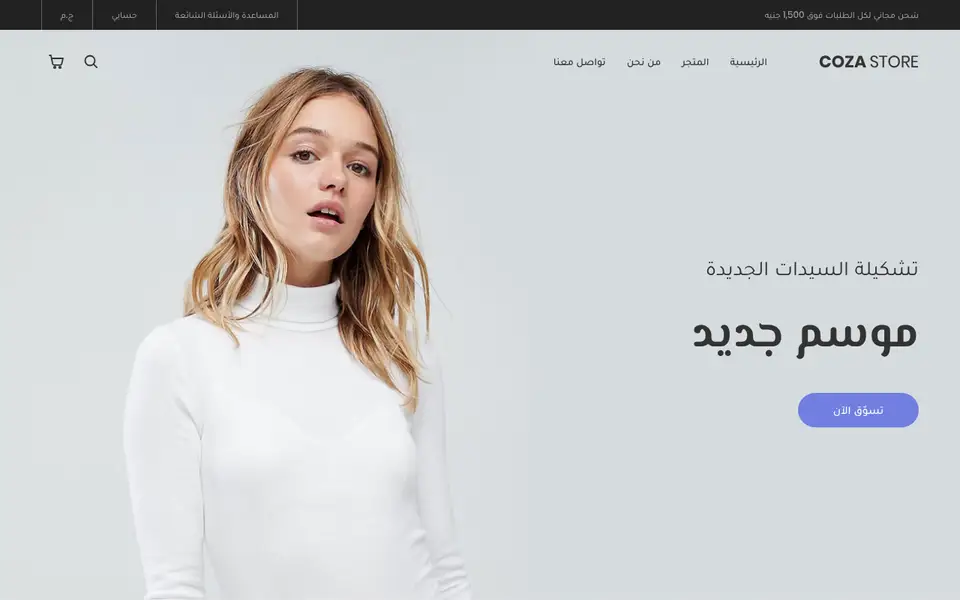 شحن مجاني لكل الطلبات فوق 1,500 جنيه
المساعدة والأسئلة الشائعة
حسابي
ج.م
COZA STORE
الرئيسية
المتجر
من نحن
تواصل معنا
تشكيلة السيدات الجديدة
موسم جديد
تسوّق الآن